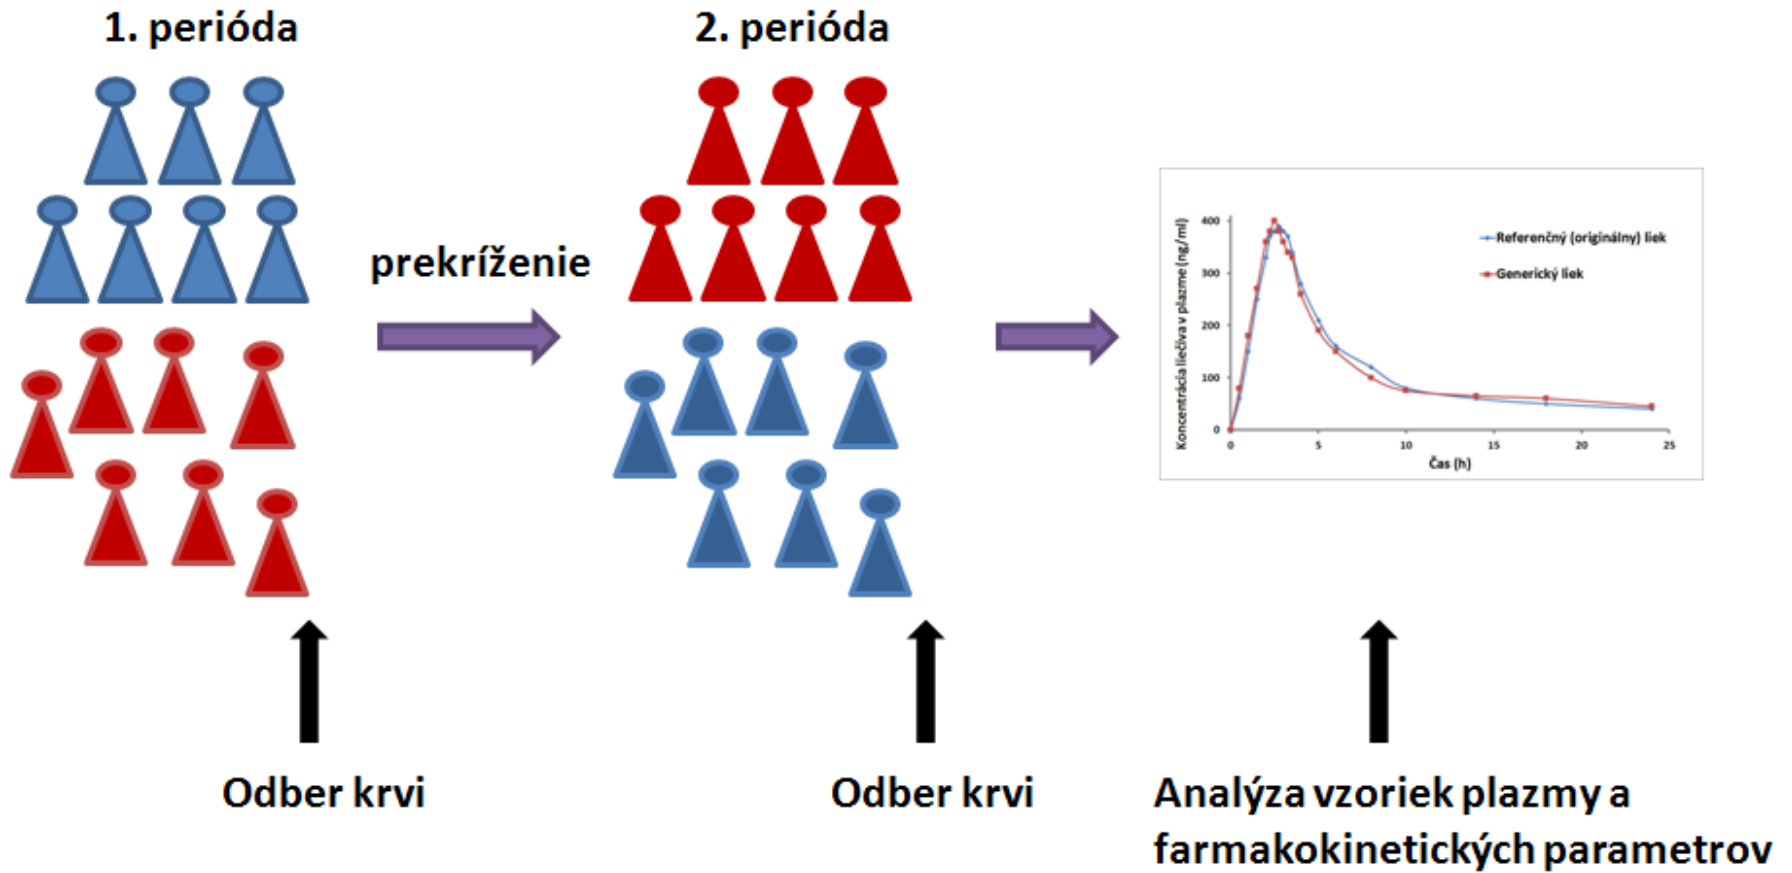 1. perióda
2. perióda
prekríženie
Koncentrácia liečiva v plazme (ng/ml)
400
300
200
100
0
0
5
10
15
20
25
Čas (h)
Referenčný (originálny) liek
Generický liek
Odber krvi
Odber krvi
Analýza vzoriek plazmy a
farmakokinetických parametrov